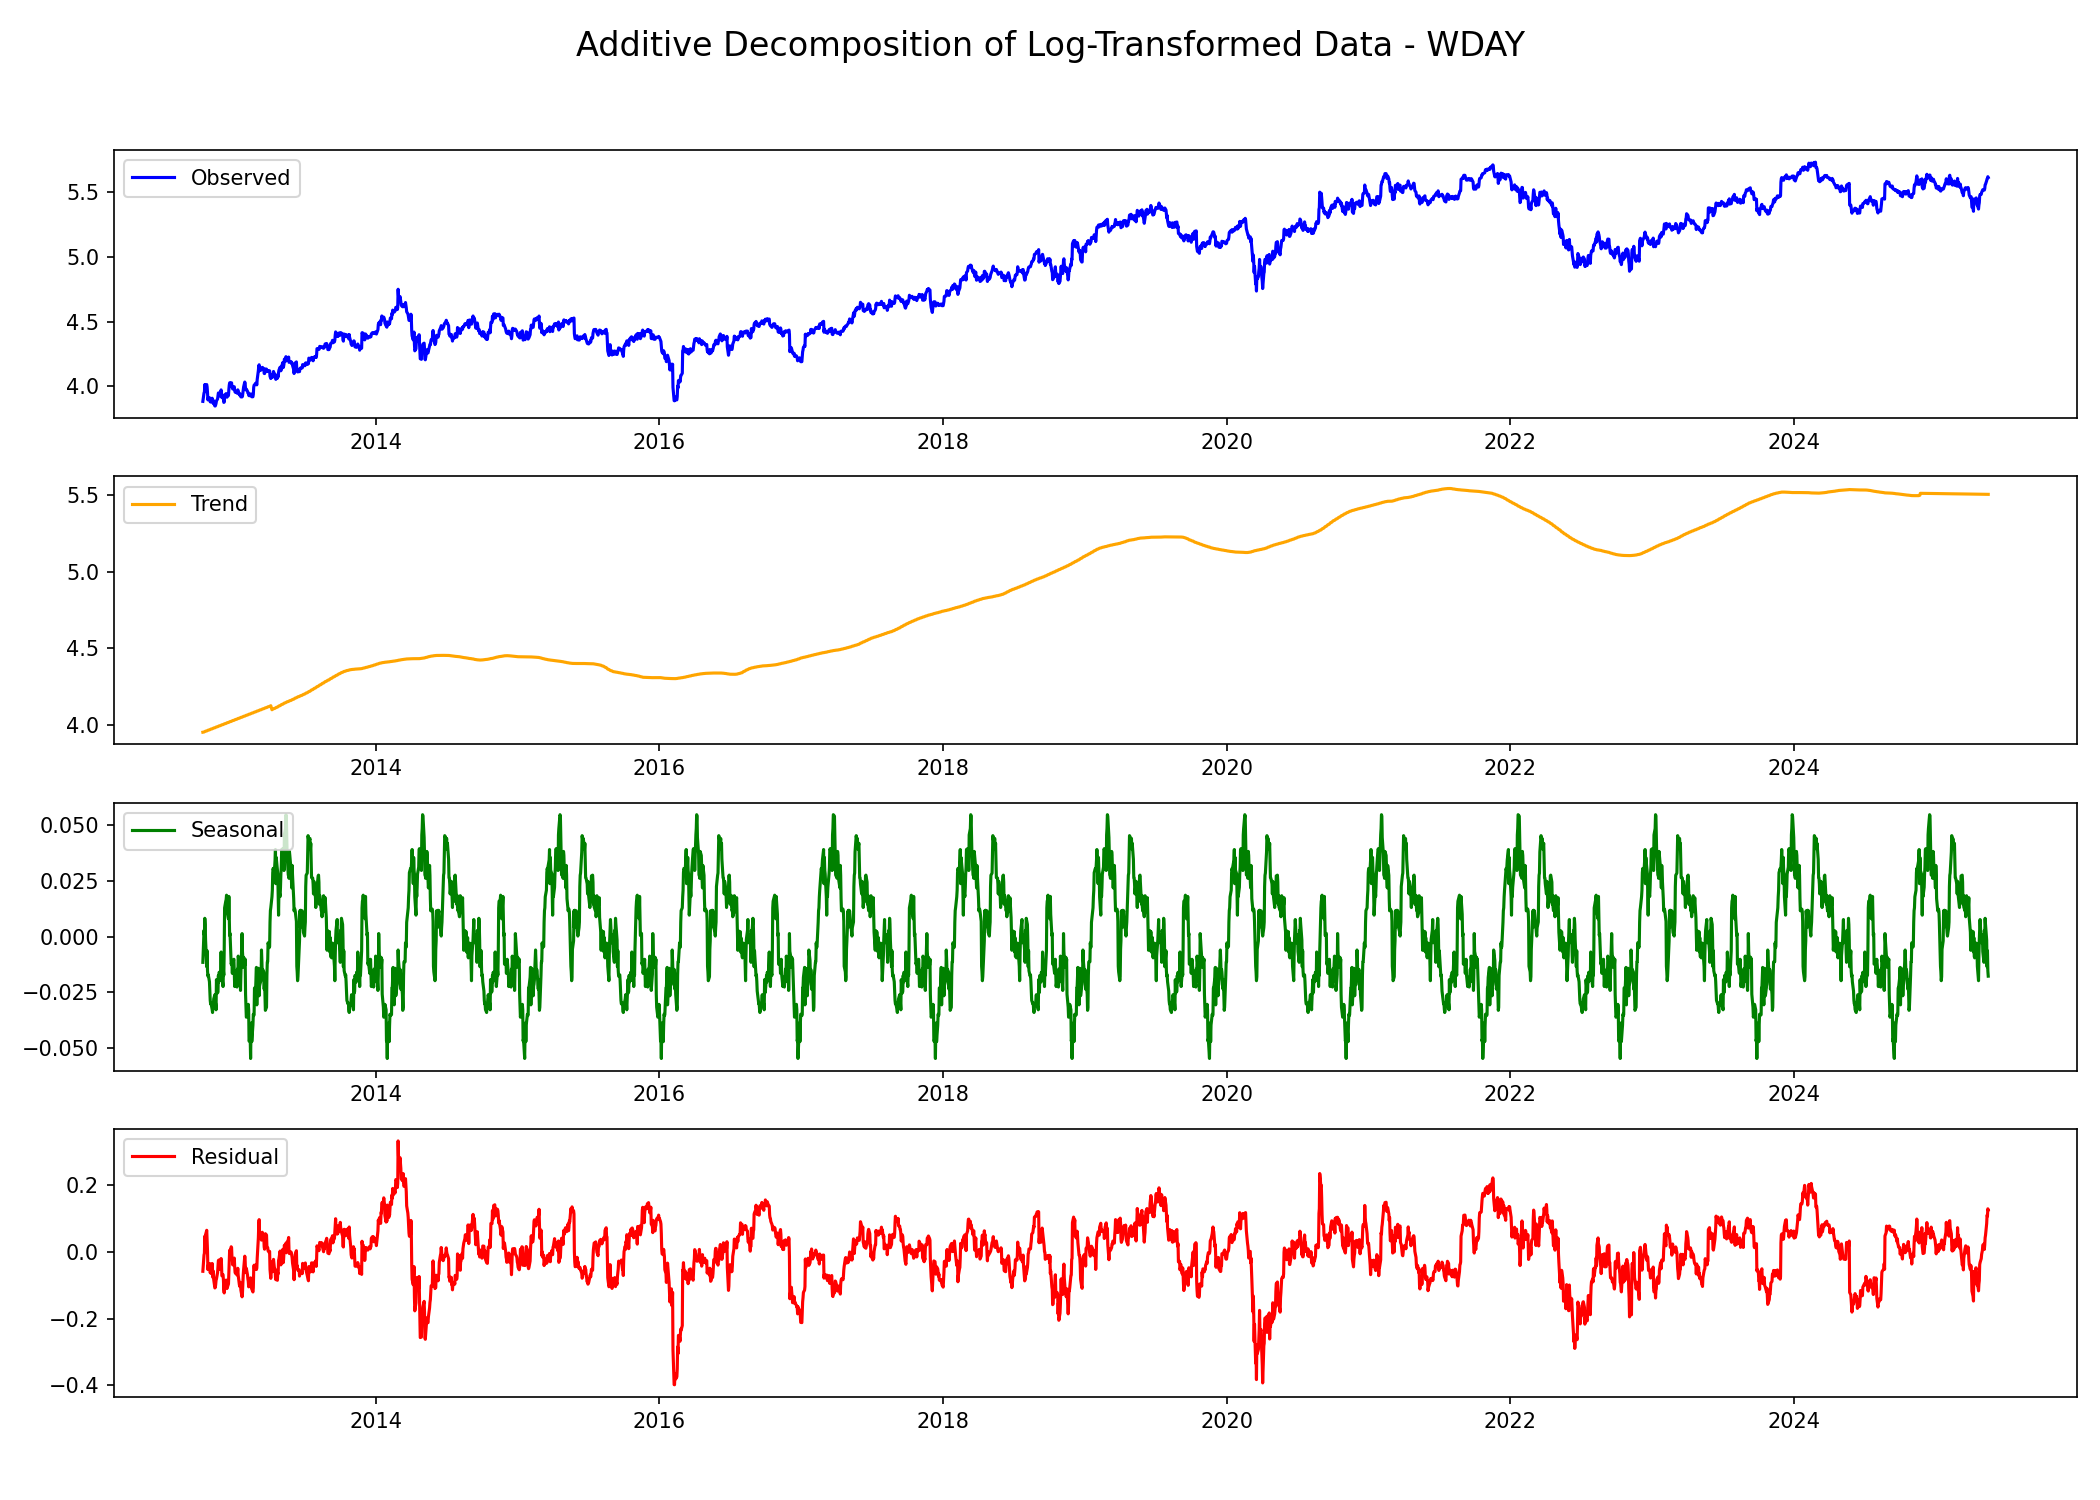 Additive Decomposition of Log-Transformed Data - WDAY
Observed
5.5
5.0
4.5
4.0
2014 2016 2018 2020 2022 2024
Trend
5.5
5.0
4.5
4.0
2014 2016 2018 2020 2022 2024
Seasonal
0.050
0.025
0.000
−0.025
−0.050
2014 2016 2018 2020 2022 2024
Residual
0.2
0.0
−0.2
−0.4
2014 2016 2018 2020 2022 2024